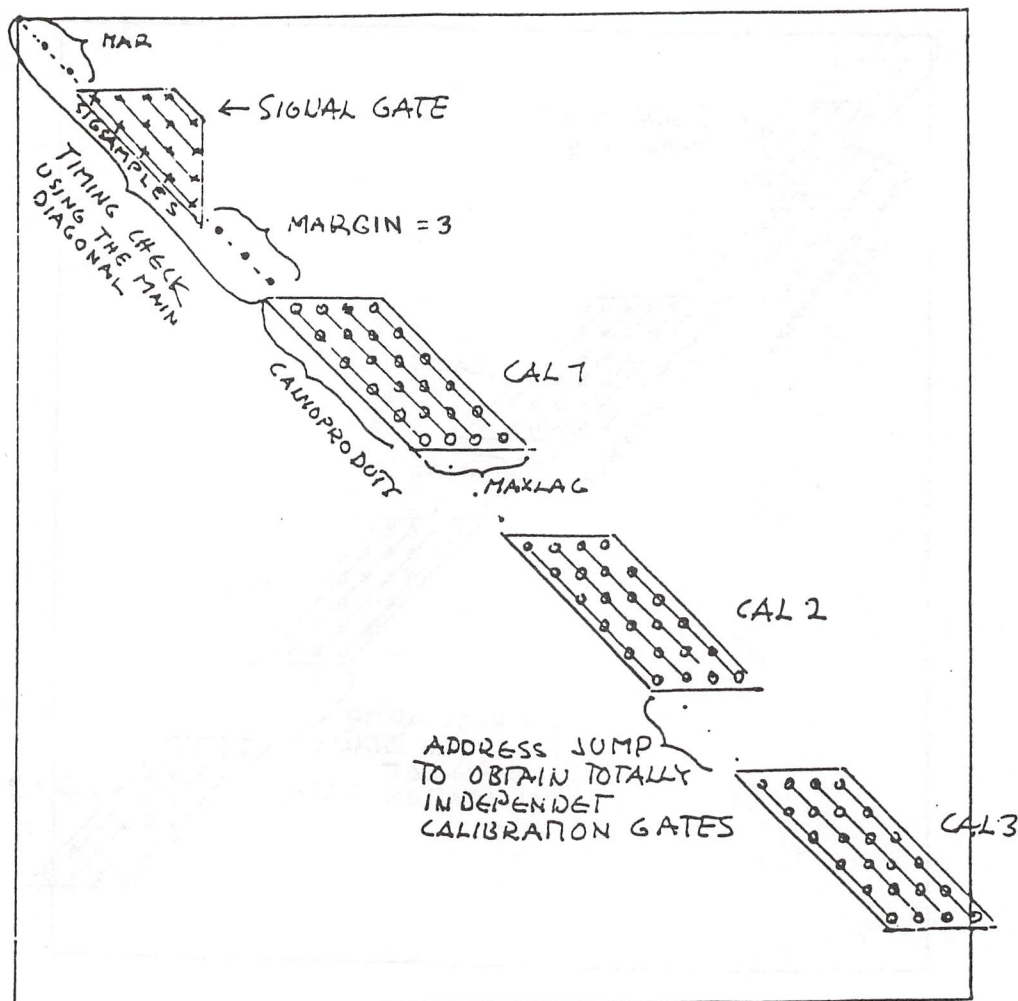 MAR
← SIGNAL GATE
SIGSAMPLES
TIMING CHECK
USING THE MAIN
DIAGONAL
MARGIN = 3
CAL 1
CALNOPRODUTS
MAXLAG
CAL 2
ADDRESS JUMP
TO OBTAIN TOTALLY
INDEPENDET
CALIBRATION GATES
CAL 3